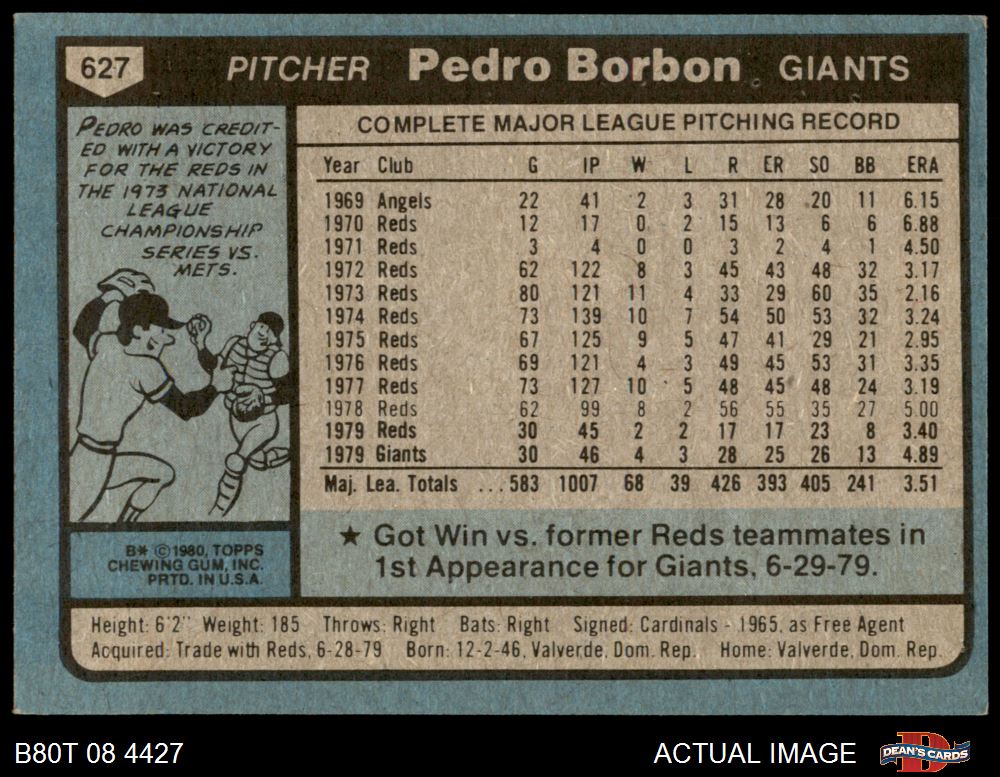 627 PITCHER Pedro Borbon GIANTS
PEDRO WAS CREDIT-
ED WITH A VICTORY
FOR THE REDS IN
THE 1973 NATIONAL
LEAGUE
CHAMPIONSHIP
SERIES VS.
METS.
COMPLETE MAJOR LEAGUE PITCHING RECORD
Year Club G IP W L R ER SO BB ERA
1969 Angels 22 41 2 3 31 28 20 11 6.15
1970 Reds 12 17 0 2 15 13 6 6 6.88
1971 Reds 3 4 0 0 3 2 4 1 4.50
1972 Reds 62 122 8 3 45 43 48 32 3.17
1973 Reds 80 121 11 4 33 29 60 35 2.16
1974 Reds 73 139 10 7 54 50 53 32 3.24
1975 Reds 67 125 9 5 47 41 29 21 2.95
1976 Reds 69 121 4 3 49 45 53 31 3.35
1977 Reds 73 127 10 5 48 45 48 24 3.19
1978 Reds 62 99 8 2 56 55 35 27 5.00
1979 Reds 30 45 2 2 17 17 23 8 3.40
1979 Giants 30 46 4 3 28 25 26 13 4.89
Maj. Lea. Totals ... 583 1007 68 39 426 393 405 241 3.51
★ Got Win vs. former Reds teammates in
1st Appearance for Giants, 6-29-79.
B* ©1980, TOPPS
CHEWING GUM, INC.
PRTD. IN U.S.A.
Height: 6'2" Weight: 185 Throws: Right Bats: Right Signed: Cardinals - 1965, as Free Agent
Acquired: Trade with Reds, 6-28-79 Born: 12-2-46, Valverde, Dom. Rep. Home: Valverde, Dom. Rep.
B80T 08 4427 ACTUAL IMAGE DEAN'S CARDS